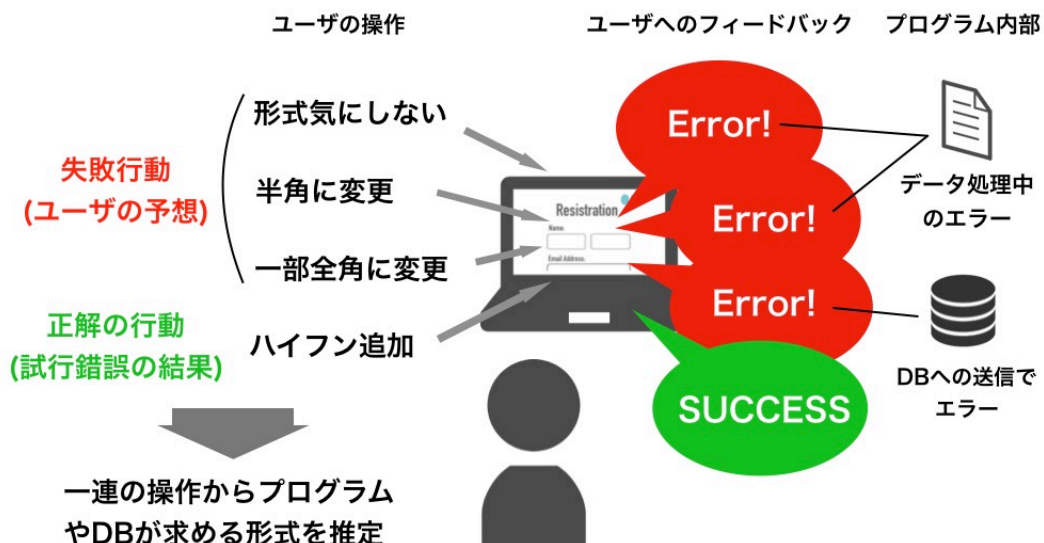 ユーザの操作
ユーザへのフィードバック
プログラム内部
失敗行動
(ユーザの予想)
形式気にしない
半角に変更
一部全角に変更
正解の行動
(試行錯誤の結果)
ハイフン追加
Resistration
Name:
Email Address:
Error!
Error!
Error!
SUCCESS
データ処理中
のエラー
DBへの送信で
エラー
一連の操作からプログラム
やDBが求める形式を推定